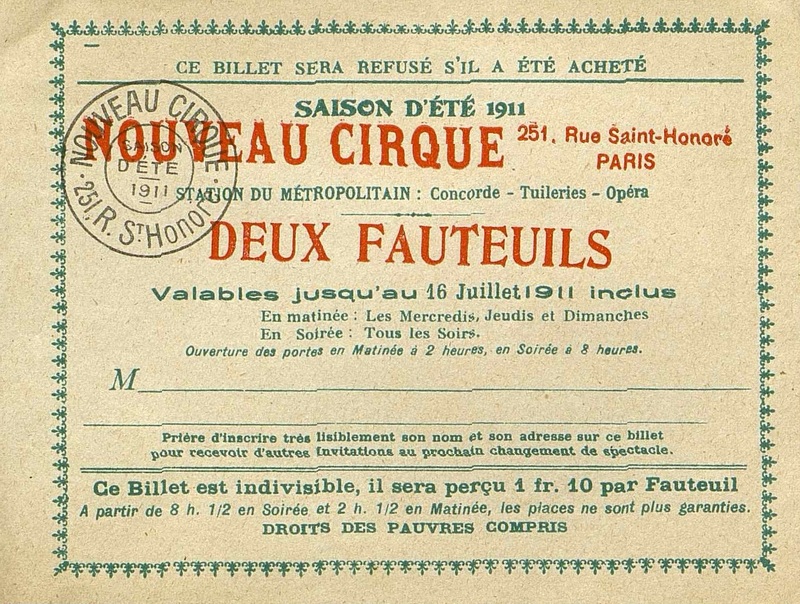 CE BILLET SERA REFUSÉ S'IL A ÉTÉ ACHETÉ
SAISON D'ÉTÉ 1911
NOUVEAU CIRQUE 251, Rue Saint-Honoré
PARIS
NOUVEAU CIRQUE
SAISON
D'ÉTÉ
1911
251, R. ST Honoré
STATION DU MÉTROPOLITAIN : Concorde - Tuileries - Opéra
DEUX FAUTEUILS
Valables jusqu'au 16 Juillet 1911 inclus
En matinée : Les Mercredis, Jeudis et Dimanches
En Soirée : Tous les Soirs.
Ouverture des portes en Matinée à 2 heures, en Soirée à 8 heures.
M
Prière d'inscrire très lisiblement son nom et son adresse sur ce billet
pour recevoir d'autres Invitations au prochain changement de spectacle.
Ce Billet est indivisible, il sera perçu 1 fr. 10 par Fauteuil
A partir de 8 h. 1/2 en Soirée et 2 h. 1/2 en Matinée, les places ne sont plus garanties.
DROITS DES PAUVRES COMPRIS